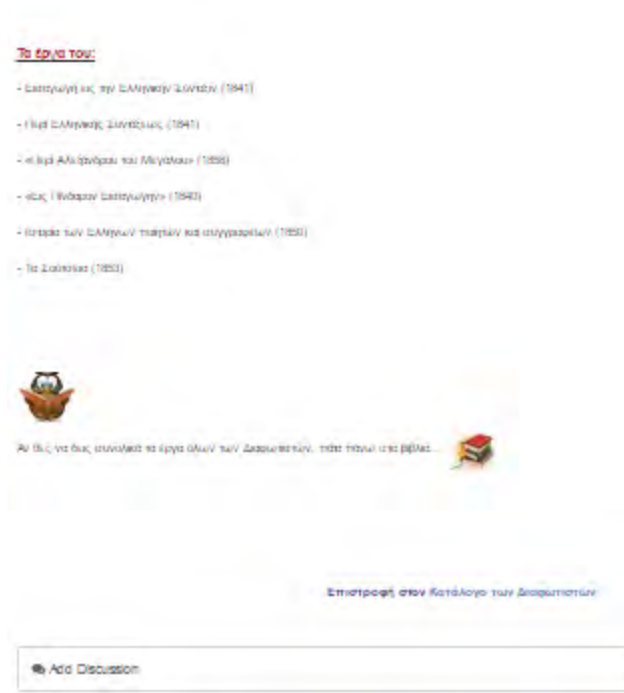 Τα έργα του:
- Εισαγωγή εις την Ελληνικήν Σύνταξιν (1841)
- Περί Ελληνικής Συντάξεως (1841)
- «Περί Αλεξάνδρου του Μεγάλου» (1858)
- «Εις Πίνδαρον Εισαγωγήν» (1840)
- Ιστορία των Ελλήνων ποιητών και συγγραφέων (1850)
- Τα Σούτσεια (1853)
Αν θες να δεις συνολικά τα έργα όλων των Διαφωτιστών, πάτα πάνω στα βιβλία...
Επιστροφή στον Κατάλογο των Διαφωτιστών
Add Discussion